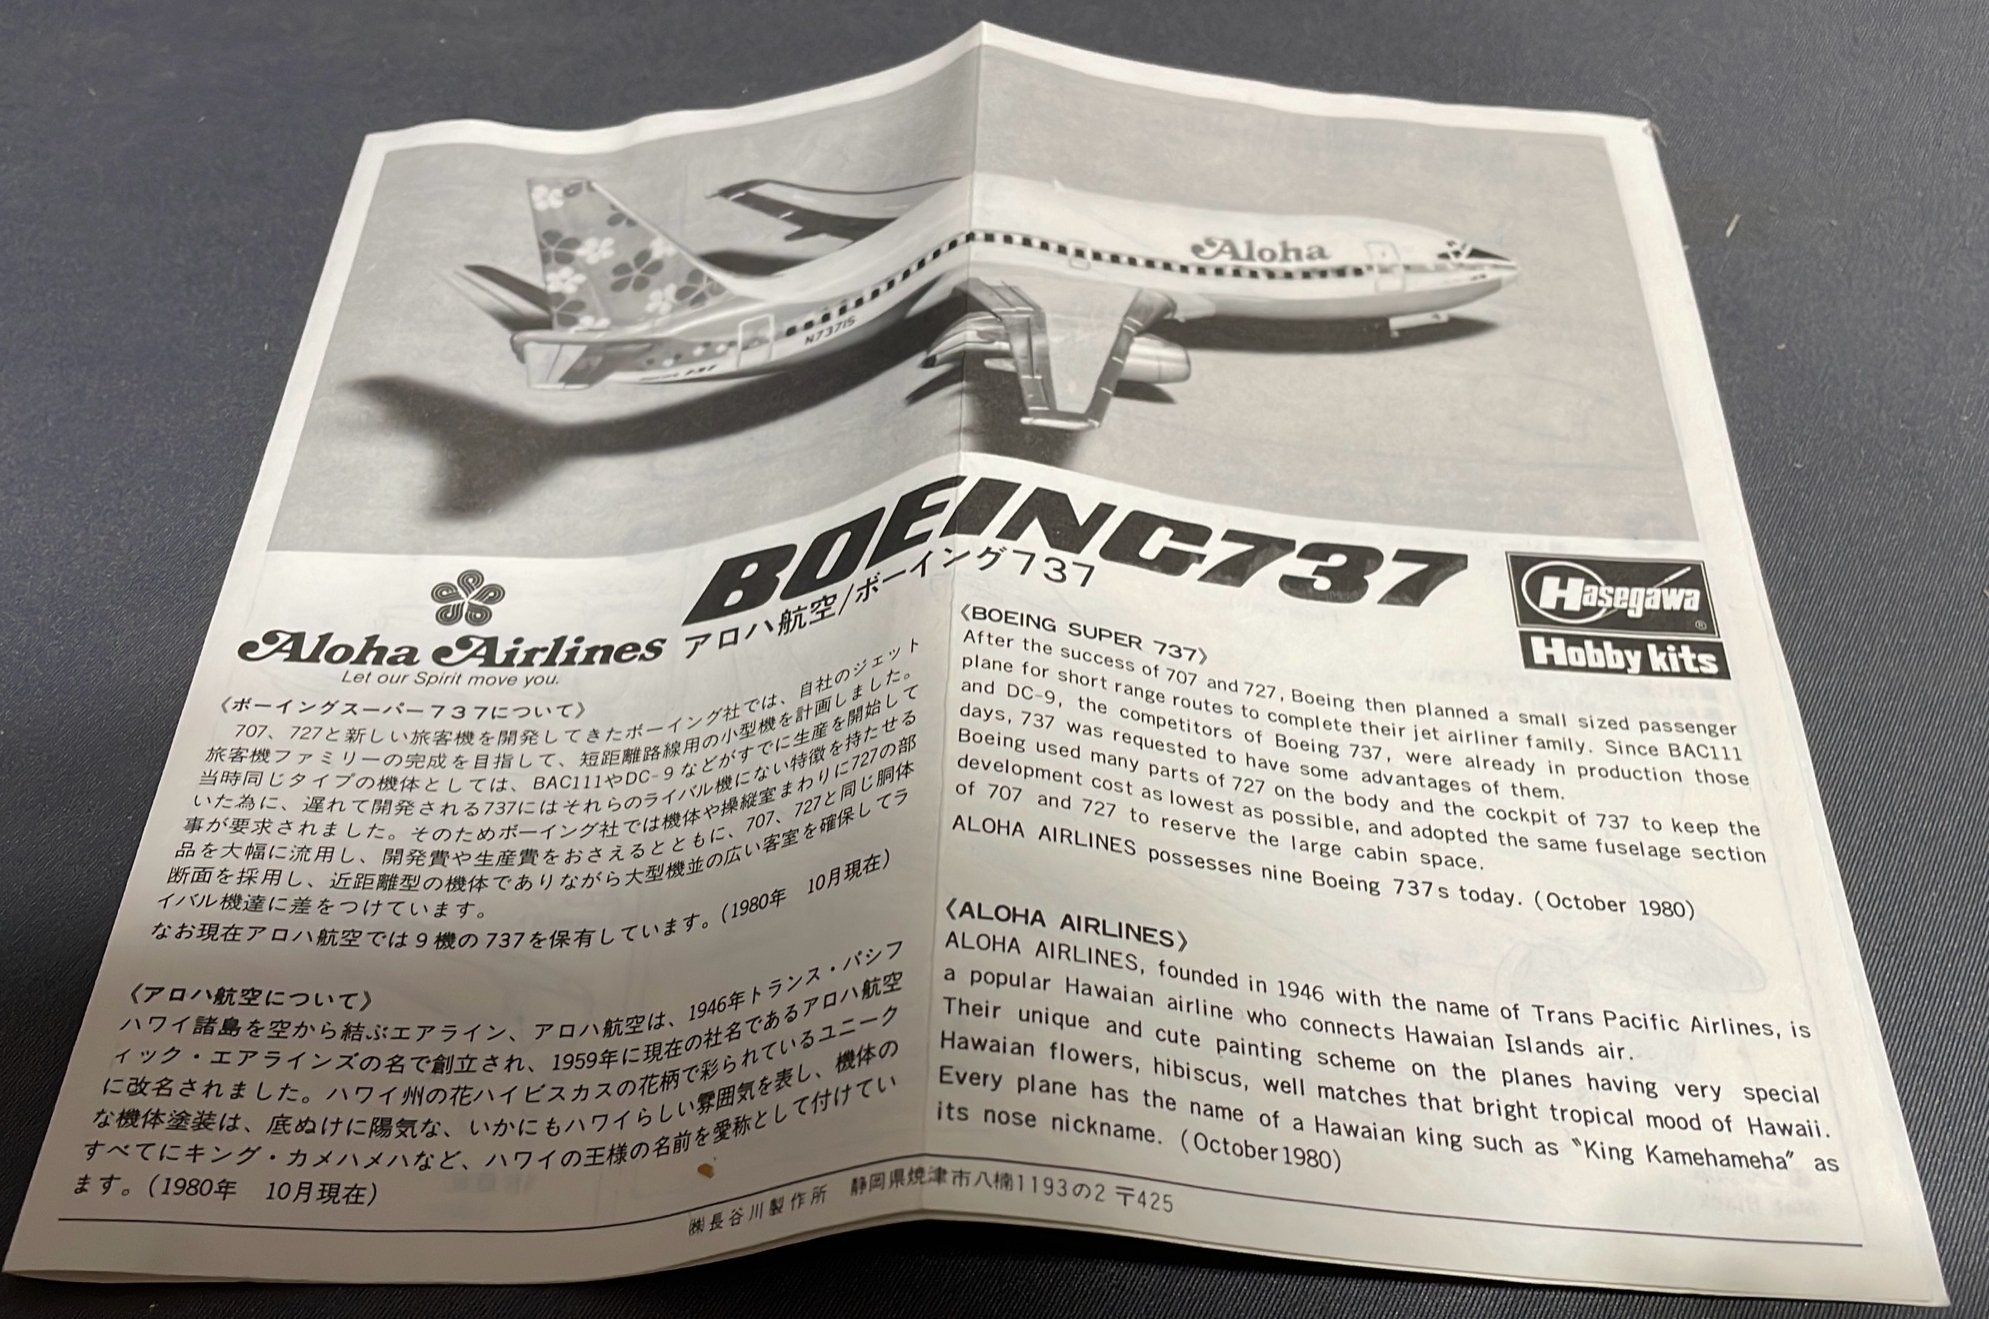 Aloha
N7371S
BOEING737
アロハ航空/ボーイング737
Aloha Airlines
Let our Spirit move you.
Hasegawa
®
Hobby kits
《ボーイングスーパー737について》
707、727と新しい旅客機を開発してきたボーイング社では、自社のジェット
旅客機ファミリーの完成を目指して、短距離路線用の小型機を計画しました。
当時同じタイプの機体としては、BAC111やDC-9などがすでに生産を開始して
いた為に、遅れて開発される737にはそれらのライバル機にない特徴を持たせる
事が要求されました。そのためボーイング社では機体や操縦室まわりに727の部
品を大幅に流用し、開発費や生産費をおさえるとともに、707、727と同じ胴体
断面を採用し、近距離型の機体でありながら大型機並の広い客室を確保してラ
イバル機達に差をつけています。
なお現在アロハ航空では9機の737を保有しています。(1980年 10月現在)
《アロハ航空について》
ハワイ諸島を空から結ぶエアライン、アロハ航空は、1946年トランス・パシフ
ィック・エアラインズの名で創立され、1959年に現在の社名であるアロハ航空
に改名されました。ハワイ州の花ハイビスカスの花柄で彩られているユニーク
な機体塗装は、底ぬけに陽気な、いかにもハワイらしい雰囲気を表し、機体の
すべてにキング・カメハメハなど、ハワイの王様の名前を愛称として付けてい
ます。(1980年 10月現在)
《BOEING SUPER 737》
After the success of 707 and 727, Boeing then planned a small sized passenger
plane for short range routes to complete their jet airliner family. Since BAC111
and DC-9, the competitors of Boeing 737, were already in production those
days, 737 was requested to have some advantages of them.
Boeing used many parts of 727 on the body and the cockpit of 737 to keep the
development cost as lowest as possible, and adopted the same fuselage section
of 707 and 727 to reserve the large cabin space.
ALOHA AIRLINES possesses nine Boeing 737s today. (October 1980)
《ALOHA AIRLINES》
ALOHA AIRLINES, founded in 1946 with the name of Trans Pacific Airlines, is
a popular Hawaiian airline who connects Hawaiian Islands air.
Their unique and cute painting scheme on the planes having very special
Hawaiian flowers, hibiscus, well matches that bright tropical mood of Hawaii.
Every plane has the name of a Hawaiian king such as "King Kamehameha" as
its nose nickname. (October1980)
㈱長谷川製作所 静岡県焼津市八楠1193の2 〒425